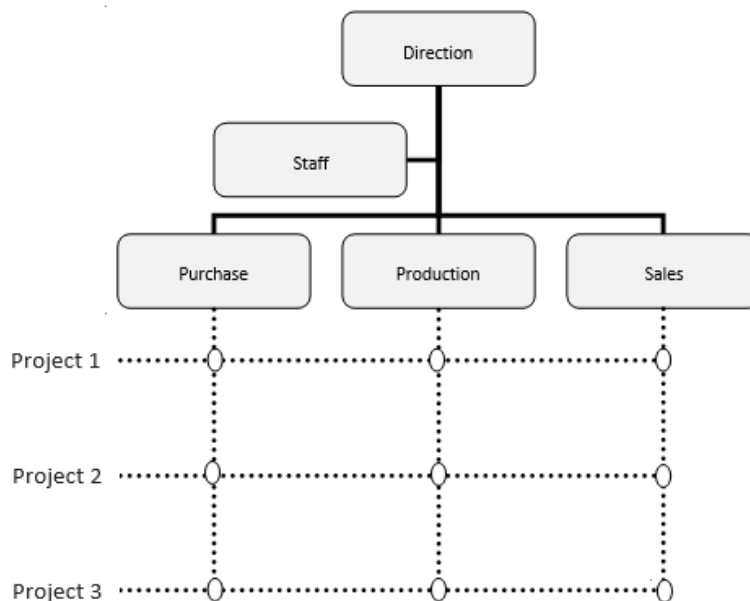 Direction
Staff
Purchase
Production
Sales
Project 1
Project 2
Project 3